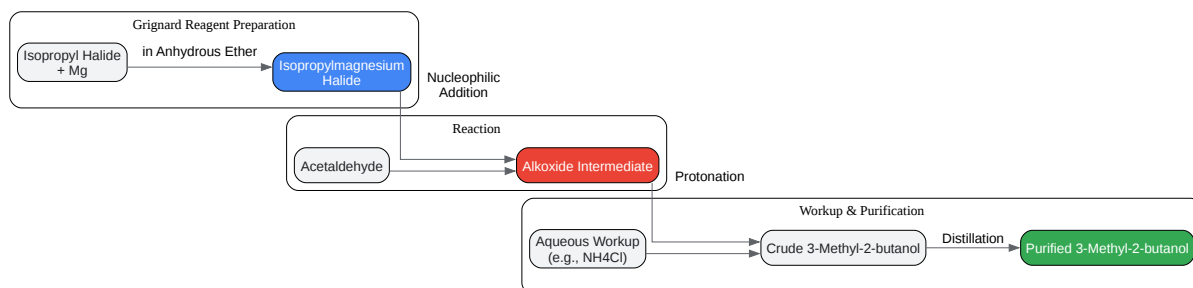 Grignard Reagent Preparation
Isopropyl Halide
+ Mg
in Anhydrous Ether
Isopropylmagnesium
Halide
Nucleophilic
Addition
Reaction
Acetaldehyde
Alkoxide Intermediate
Protonation
Workup & Purification
Aqueous Workup
(e.g., NH4Cl)
Crude 3-Methyl-2-butanol
Distillation
Purified 3-Methyl-2-butanol